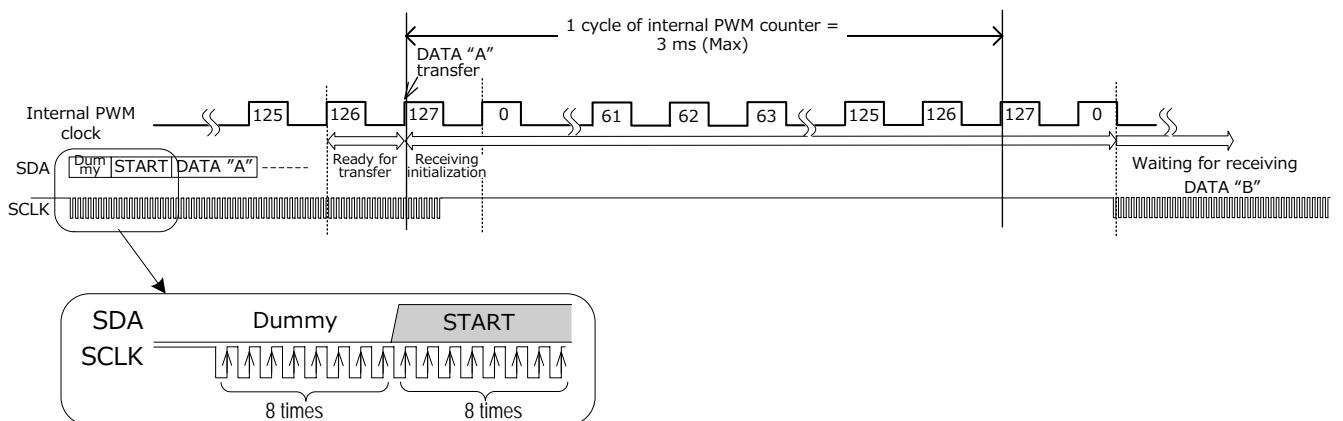 1 cycle of internal PWM counter =
3 ms (Max)
DATA “A”
transfer
Internal PWM
clock
125 126 127 0 61 62 63 125 126 127 0
Ready for
transfer
Receiving
initialization
Waiting for receiving
SDA
Dum
my
START
DATA “A”
DATA “B”
SCLK
SDA
Dummy
START
SCLK
8 times
8 times